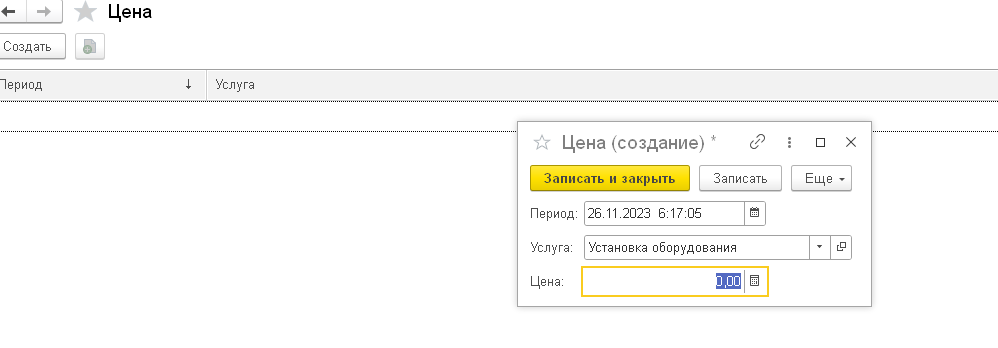 Цена
Создать
Период ↓ Услуга
Цена (создание) *
Записать и закрыть Записать Еще
Период: 26.11.2023 6:17:05
Услуга: Установка оборудования
Цена: 0,00